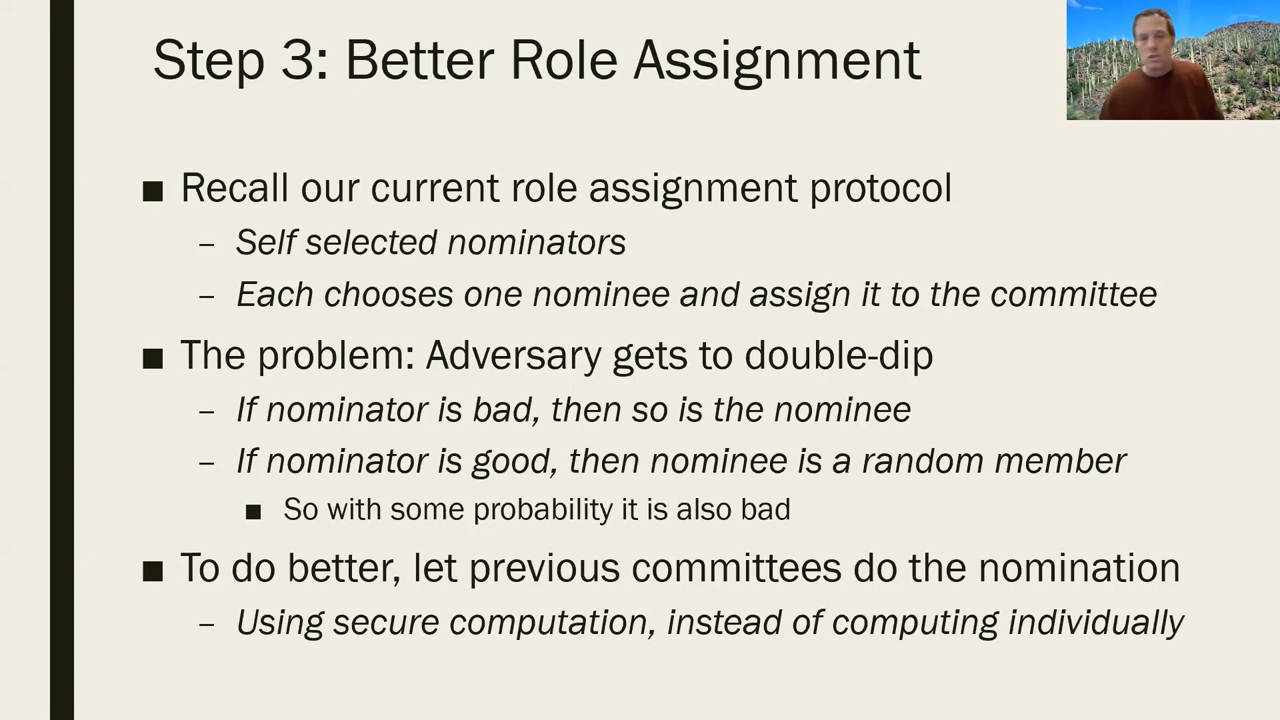 Step 3: Better Role Assignment
■ Recall our current role assignment protocol
– Self selected nominators
– Each chooses one nominee and assign it to the committee
■ The problem: Adversary gets to double-dip
– If nominator is bad, then so is the nominee
– If nominator is good, then nominee is a random member
■ So with some probability it is also bad
■ To do better, let previous committees do the nomination
– Using secure computation, instead of computing individually